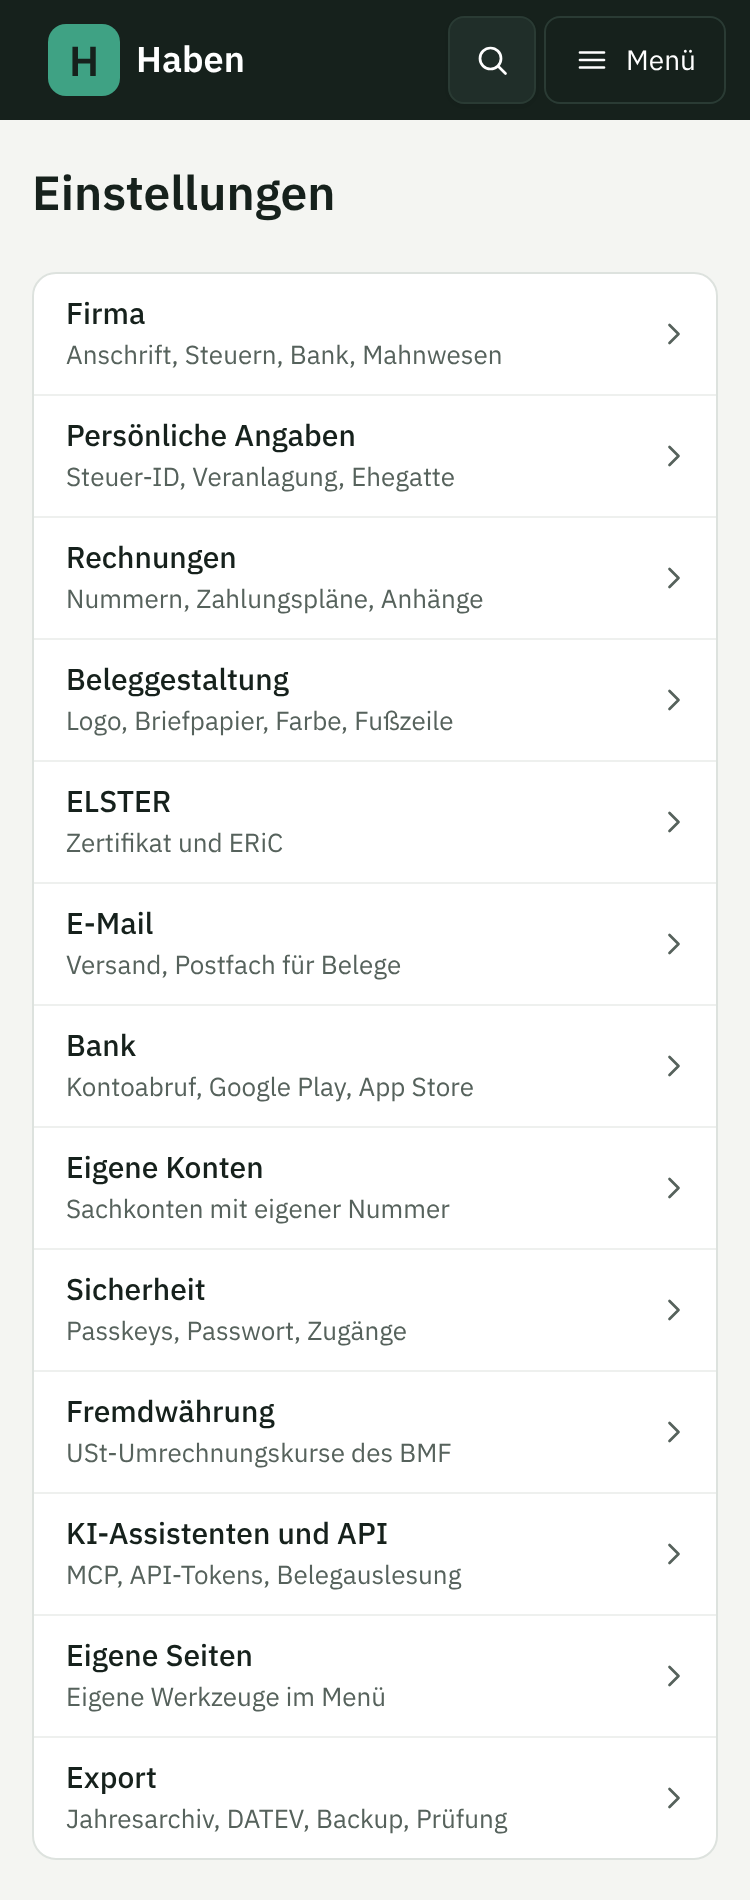 H Haben
Menü
Einstellungen
Firma
Anschrift, Steuern, Bank, Mahnwesen
Persönliche Angaben
Steuer-ID, Veranlagung, Ehegatte
Rechnungen
Nummern, Zahlungspläne, Anhänge
Beleggestaltung
Logo, Briefpapier, Farbe, Fußzeile
ELSTER
Zertifikat und ERiC
E-Mail
Versand, Postfach für Belege
Bank
Kontoabruf, Google Play, App Store
Eigene Konten
Sachkonten mit eigener Nummer
Sicherheit
Passkeys, Passwort, Zugänge
Fremdwährung
USt-Umrechnungskurse des BMF
KI-Assistenten und API
MCP, API-Tokens, Belegauslesung
Eigene Seiten
Eigene Werkzeuge im Menü
Export
Jahresarchiv, DATEV, Backup, Prüfung